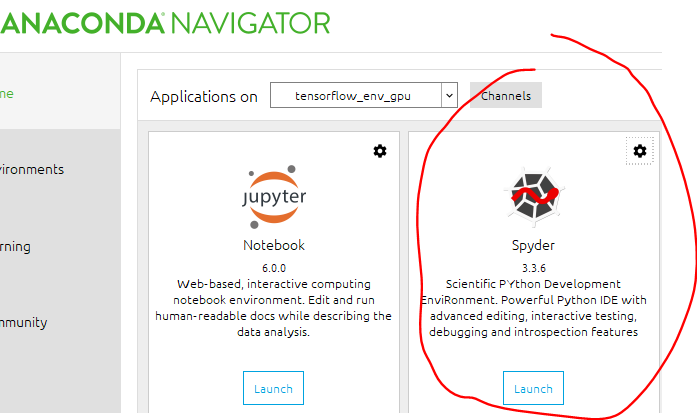 ANACONDA NAVIGATOR
me
Applications on
tensorflow_env_gpu
Channels
vironments
rning
mmunity
jupyter
Notebook
6.0.0
Web-based, interactive computing
notebook environment. Edit and run
human-readable docs while describing the
data analysis.
Launch
Spyder
3.3.6
Scientific PYthon Development
EnviRonment. Powerful Python IDE with
advanced editing, interactive testing,
debugging and introspection features
Launch